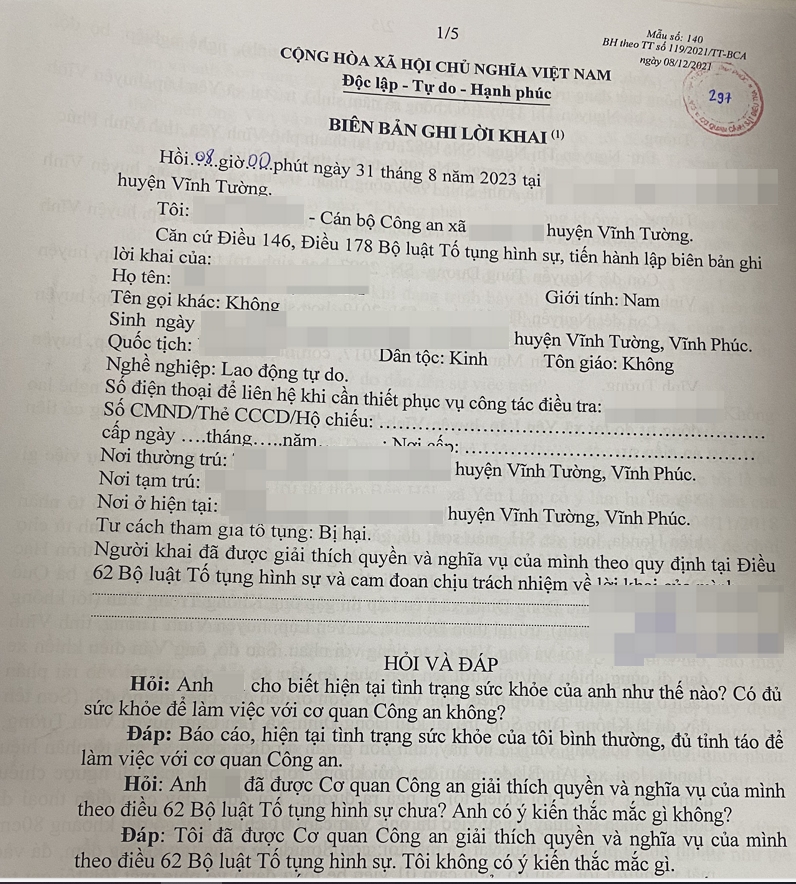 1/5
Mẫu số: 140
BH theo TT số 119/2021/TT-BCA
ngày 08/12/2021
CỘNG HÒA XÃ HỘI CHỦ NGHĨA VIỆT NAM
Độc lập - Tự do - Hạnh phúc
297
BIÊN BẢN GHI LỜI KHAI (1)
Hồi.08.giờ.00.phút ngày 31 tháng 8 năm 2023 tại
huyện Vĩnh Tường.
Tôi: - Cán bộ Công an xã huyện Vĩnh Tường.
Căn cứ Điều 146, Điều 178 Bộ luật Tố tụng hình sự, tiến hành lập biên bản ghi
lời khai của:
Họ tên:
Tên gọi khác: Không Giới tính: Nam
Sinh ngày huyện Vĩnh Tường, Vĩnh Phúc.
Quốc tịch: Dân tộc: Kinh Tôn giáo: Không
Nghề nghiệp: Lao động tự do.
Số điện thoại để liên hệ khi cần thiết phục vụ công tác điều tra:
Số CMND/Thẻ CCCD/Hộ chiếu: ........................................
cấp ngày ....tháng.....năm Nơi cấp: ........................................
Nơi thường trú: huyện Vĩnh Tường, Vĩnh Phúc.
Nơi tạm trú:
Nơi ở hiện tại: huyện Vĩnh Tường, Vĩnh Phúc.
Tư cách tham gia tố tụng: Bị hại.
Người khai đã được giải thích quyền và nghĩa vụ của mình theo quy định tại Điều
62 Bộ luật Tố tụng hình sự và cam đoan chịu trách nhiệm về
HỎI VÀ ĐÁP
Hỏi: Anh cho biết hiện tại tình trạng sức khỏe của anh như thế nào? Có đủ
sức khỏe để làm việc với cơ quan Công an không?
Đáp: Báo cáo, hiện tại tình trạng sức khỏe của tôi bình thường, đủ tỉnh táo để
làm việc với cơ quan Công an.
Hỏi: Anh đã được Cơ quan Công an giải thích quyền và nghĩa vụ của mình
theo điều 62 Bộ luật Tố tụng hình sự chưa? Anh có ý kiến thắc mắc gì không?
Đáp: Tôi đã được Cơ quan Công an giải thích quyền và nghĩa vụ của mình
theo điều 62 Bộ luật Tố tụng hình sự. Tôi không có ý kiến thắc mắc gì.